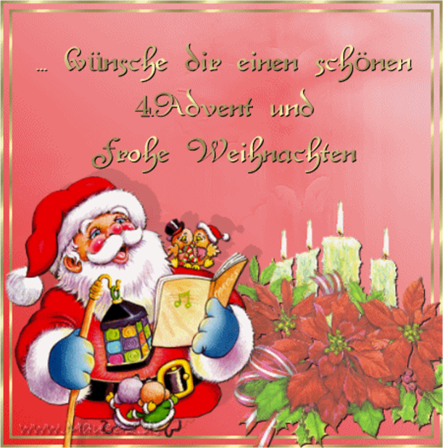 ... wünsche dir einen schönen
4.Advent und
Frohe Weihnachten